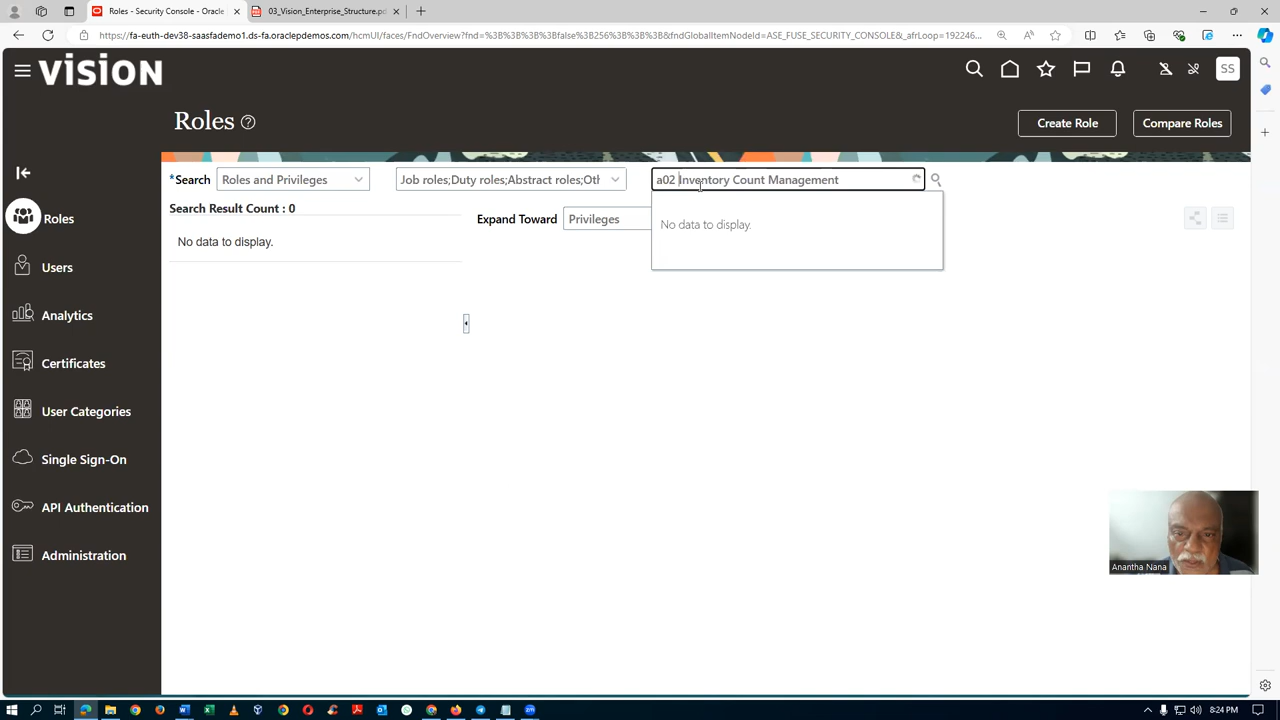 Roles - Security Console - Oracle
03_Vision_Enterprise_Structure.pd
https://fa-euth-dev38-saasfademo1.ds-fa.oraclepdemos.com/hcmUI/faces/FndOverview?fnd=%3B%3B%3B%3Bfalse%3B256%3B%3B%3B&fndGlobalItemNodeId=ASE_FUSE_SECURITY_CONSOLE&_afrLoop=192246...
VISION
SS
Roles
Create Role
Compare Roles
*Search
Roles and Privileges
Job roles;Duty roles;Abstract roles;Oth
a02 Inventory Count Management
Search Result Count : 0
No data to display.
Expand Toward
Privileges
No data to display.
Roles
Users
Analytics
Certificates
User Categories
Single Sign-On
API Authentication
Administration
Anantha Nana
8:24 PM